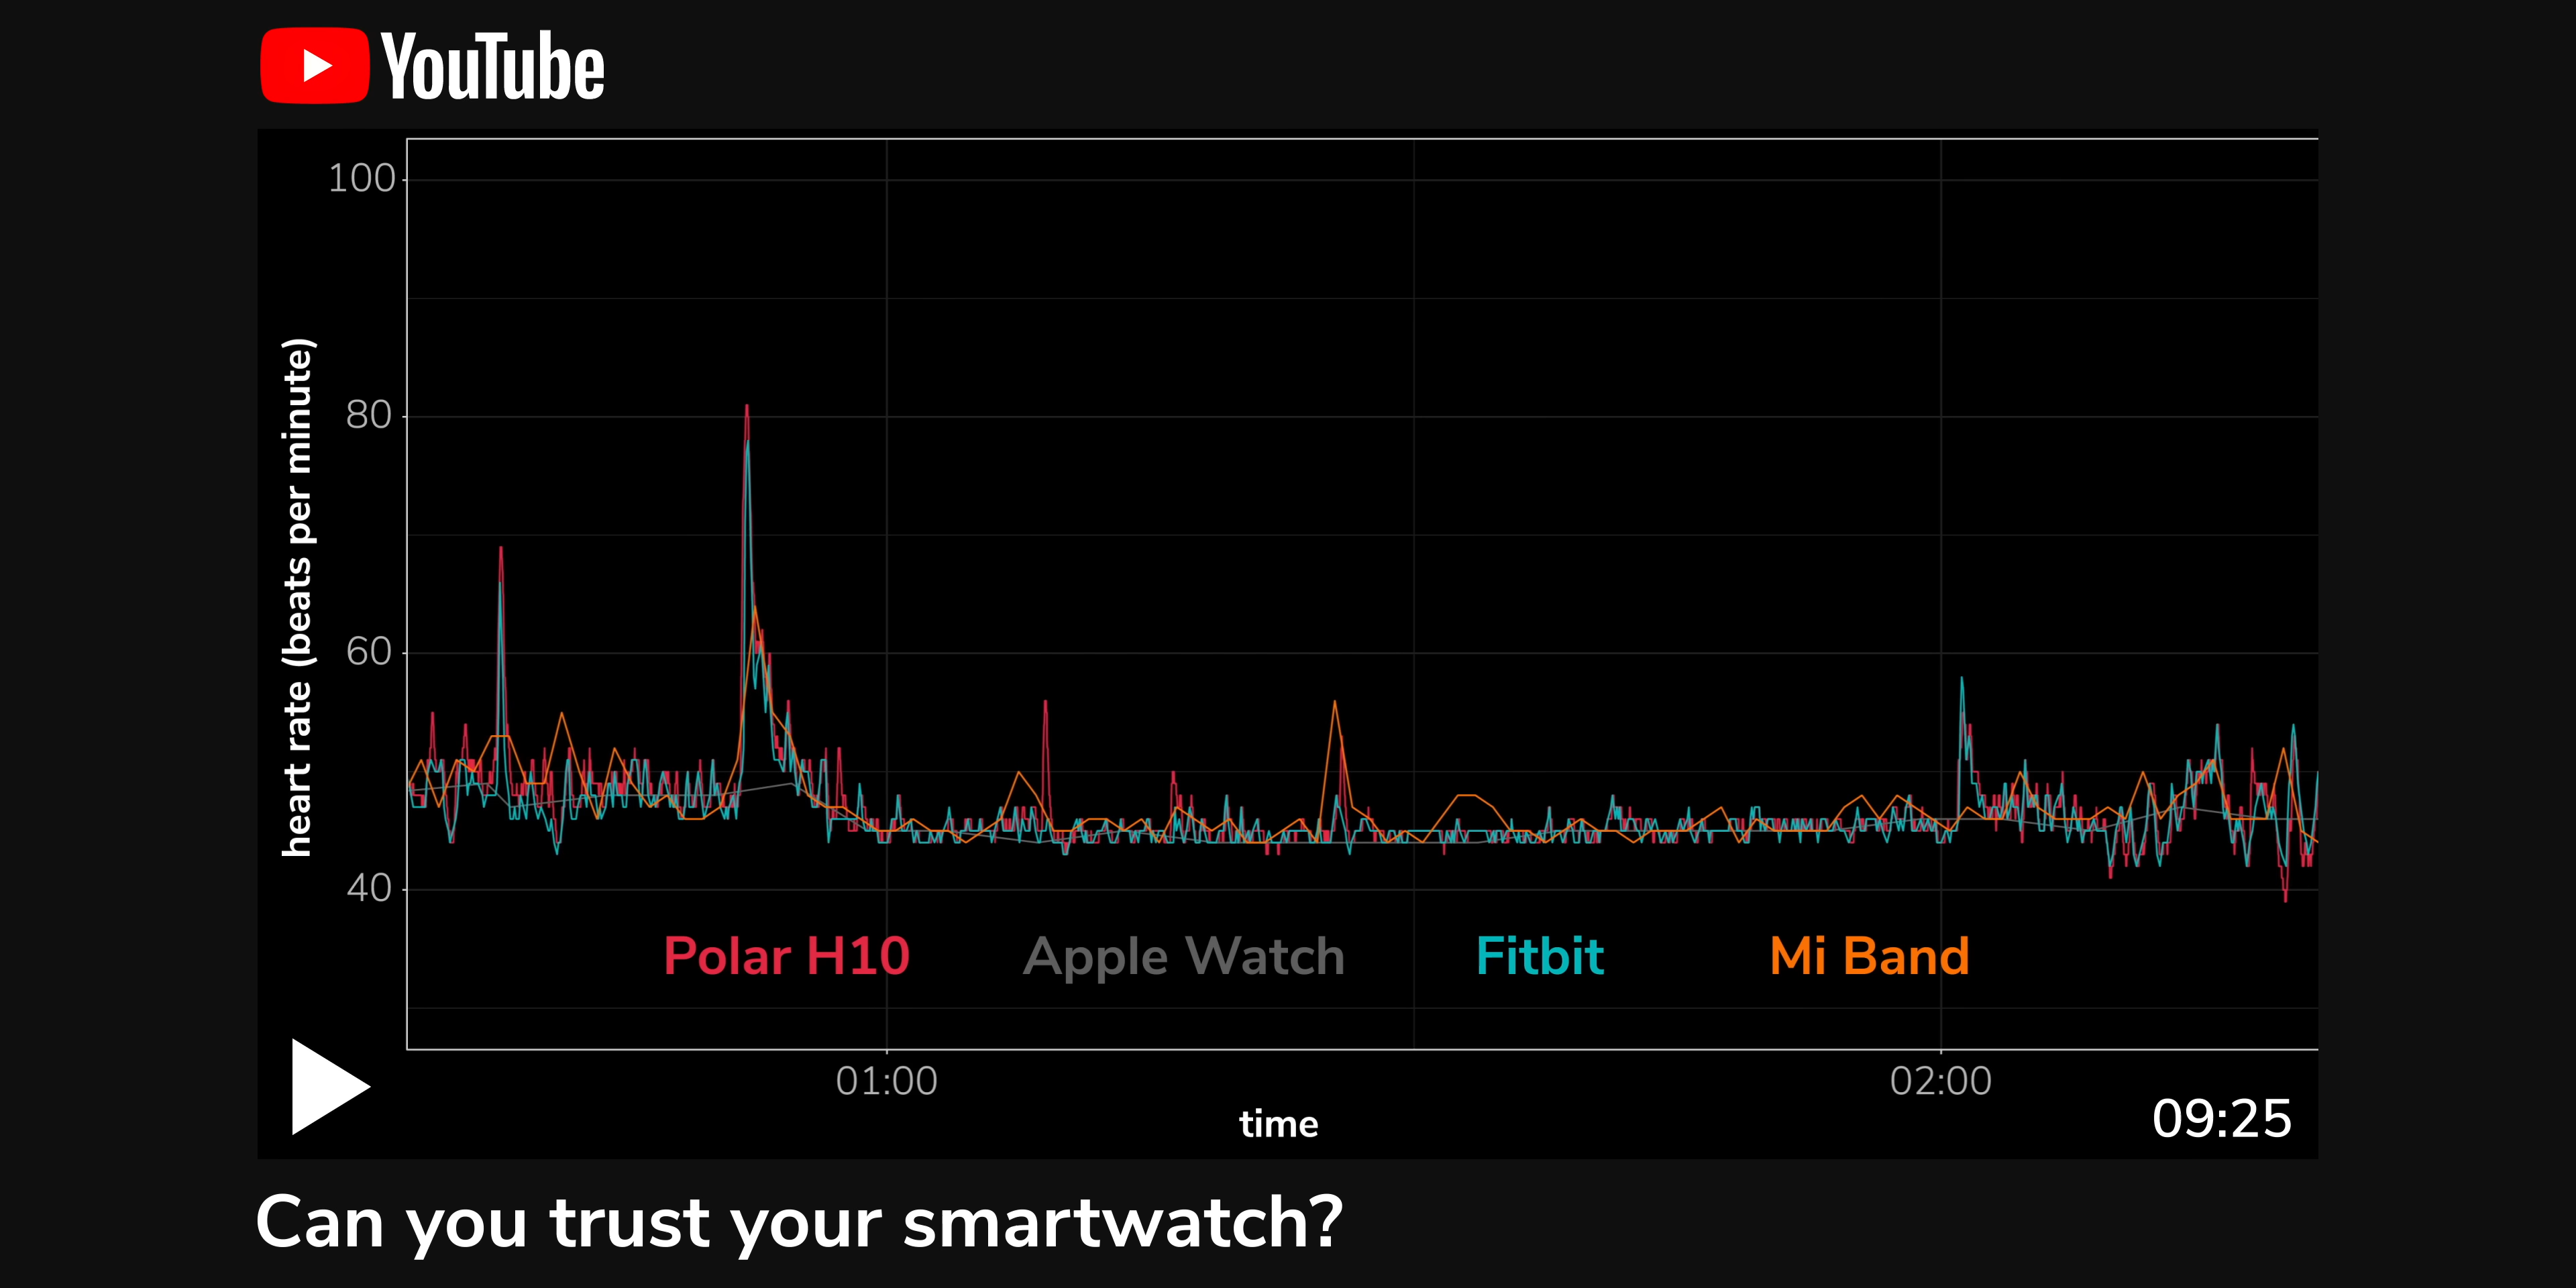 YouTube
100
80
60
40
heart rate (beats per minute)
Polar H10 Apple Watch Fitbit Mi Band
01:00 02:00
time
09:25
Can you trust your smartwatch?